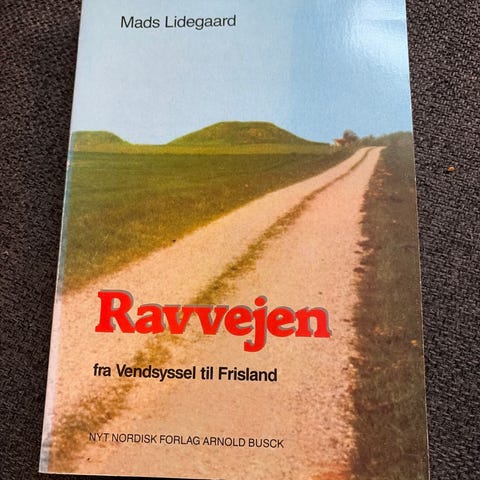 Mads Lidegaard
Ravvejen
fra Vendsyssel til Frisland
NYT NORDISK FORLAG ARNOLD BUSCK